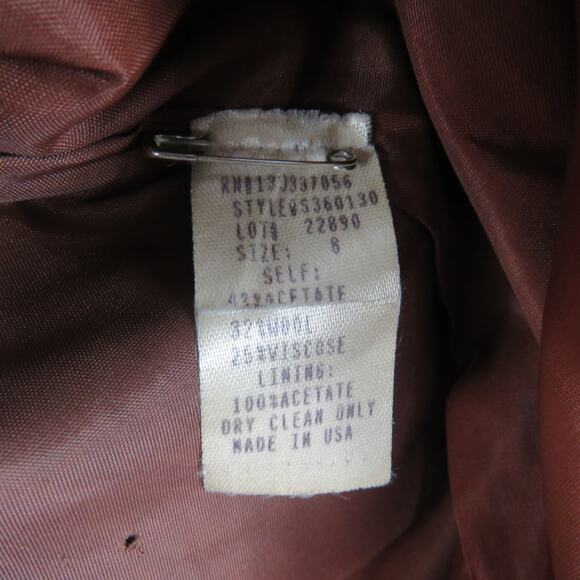 STYLE#S360130
LOT# 22890
SIZE: 8
SELF:
43%ACETATE
32%WOOL
25%VISCOSE
LINING:
100%ACETATE
DRY CLEAN ONLY
MADE IN USA